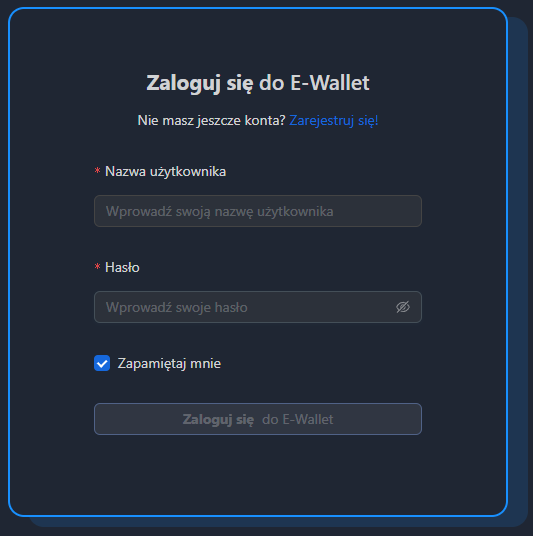 Zaloguj się do E-Wallet
Nie masz jeszcze konta? Zarejestruj się!
* Nazwa użytkownika
Wprowadź swoją nazwę użytkownika
* Hasło
Wprowadź swoje hasło
Zapamiętaj mnie
Zaloguj się do E-Wallet